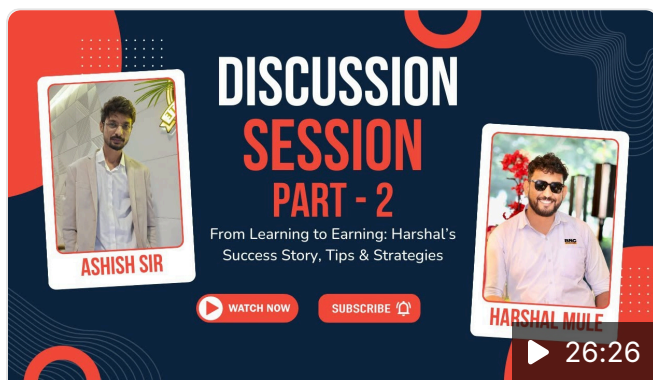 DISCUSSION
SESSION
PART - 2
From Learning to Earning: Harshal's
Success Story, Tips & Strategies
WATCH NOW
SUBSCRIBE
ASHISH SIR
BNG
HARSHAL MULE
26:26